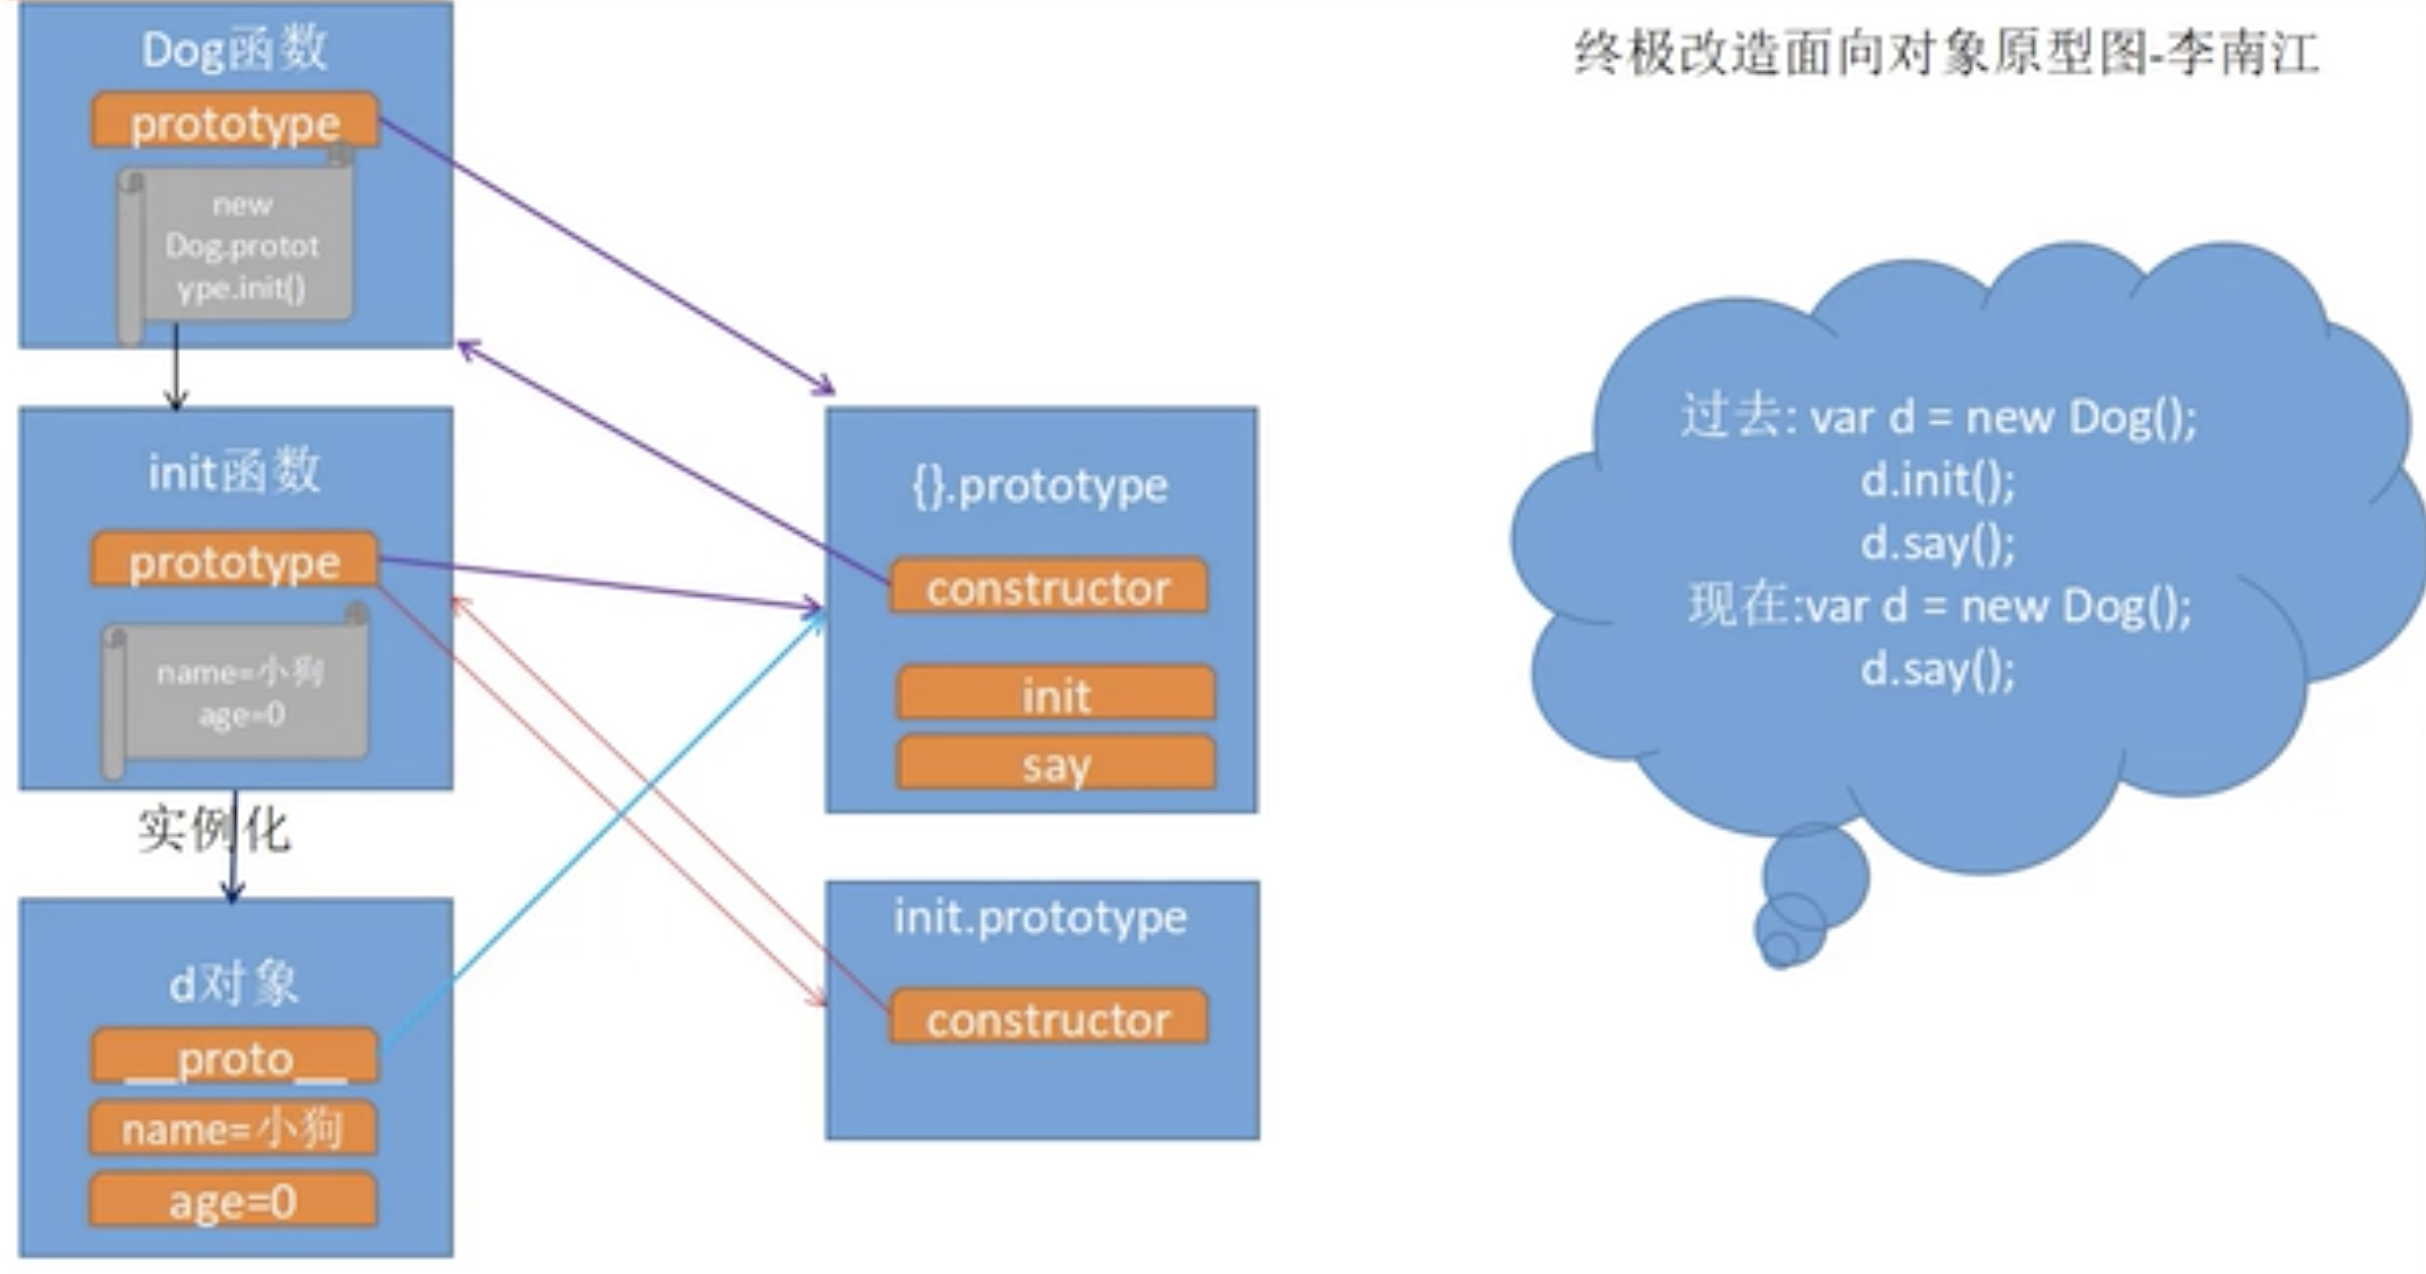 终极改造面向对象原型图-李南江
Dog函数
prototype
new
Dog.protot
ype.init()
init函数
prototype
name=小狗
age=0
实例化
d对象
__proto__
name=小狗
age=0
{}.prototype
constructor
init
say
init.prototype
constructor
过去: var d = new Dog();
d.init();
d.say();
现在:var d = new Dog();
d.say();